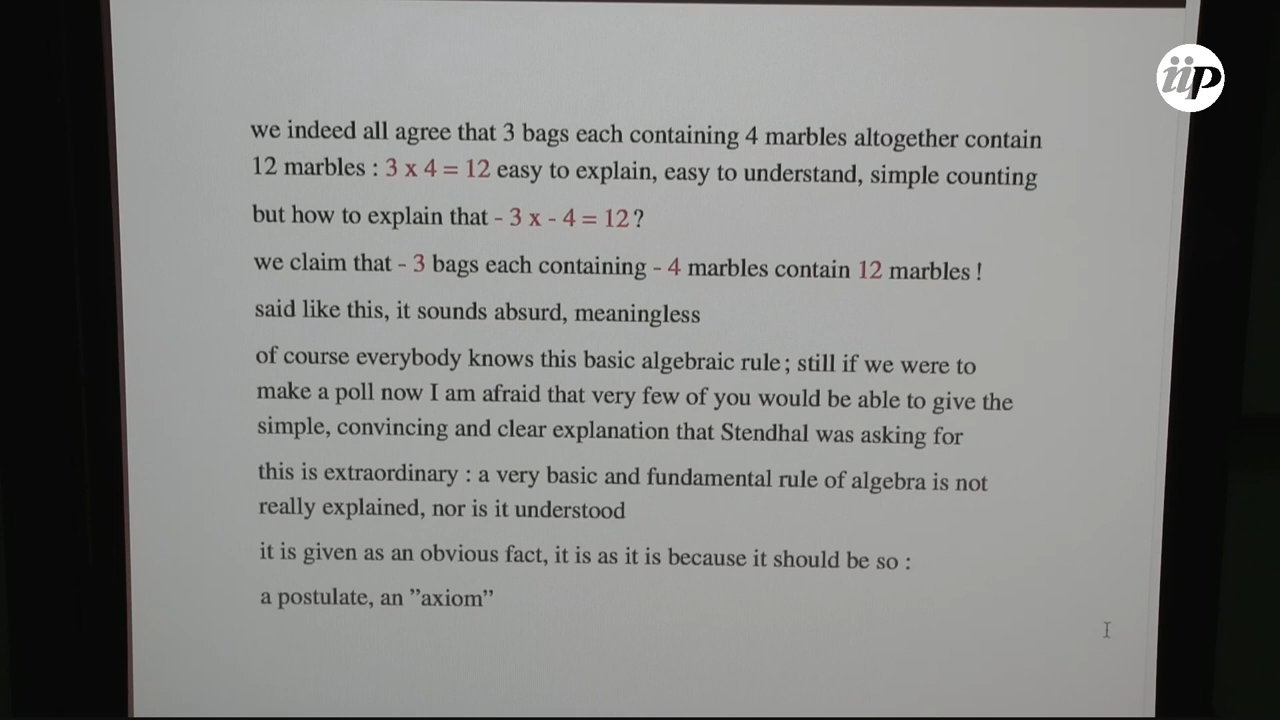 iip
we indeed all agree that 3 bags each containing 4 marbles altogether contain
12 marbles : 3 x 4 = 12 easy to explain, easy to understand, simple counting
but how to explain that - 3 x - 4 = 12 ?
we claim that - 3 bags each containing - 4 marbles contain 12 marbles !
said like this, it sounds absurd, meaningless
of course everybody knows this basic algebraic rule ; still if we were to
make a poll now I am afraid that very few of you would be able to give the
simple, convincing and clear explanation that Stendhal was asking for
this is extraordinary : a very basic and fundamental rule of algebra is not
really explained, nor is it understood
it is given as an obvious fact, it is as it is because it should be so :
a postulate, an ”axiom”